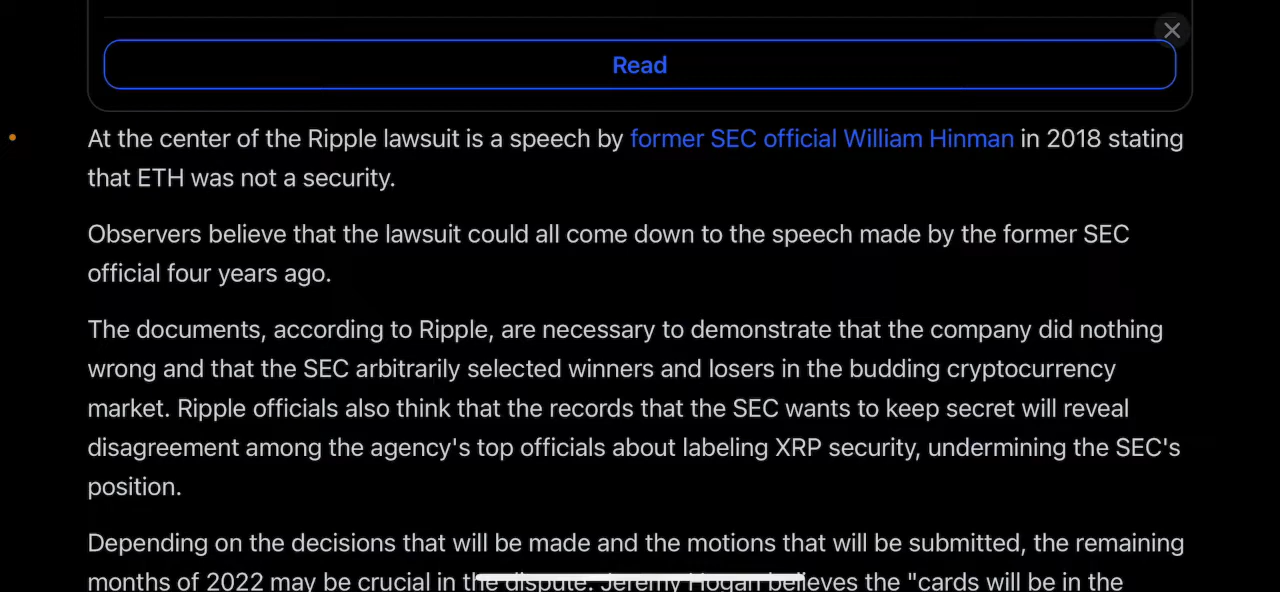 Read
At the center of the Ripple lawsuit is a speech by former SEC official William Hinman in 2018 stating
that ETH was not a security.
Observers believe that the lawsuit could all come down to the speech made by the former SEC
official four years ago.
The documents, according to Ripple, are necessary to demonstrate that the company did nothing
wrong and that the SEC arbitrarily selected winners and losers in the budding cryptocurrency
market. Ripple officials also think that the records that the SEC wants to keep secret will reveal
disagreement among the agency's top officials about labeling XRP security, undermining the SEC's
position.
Depending on the decisions that will be made and the motions that will be submitted, the remaining
months of 2022 may be crucial in the dispute. Jeremy Hogan believes the "cards will be in the